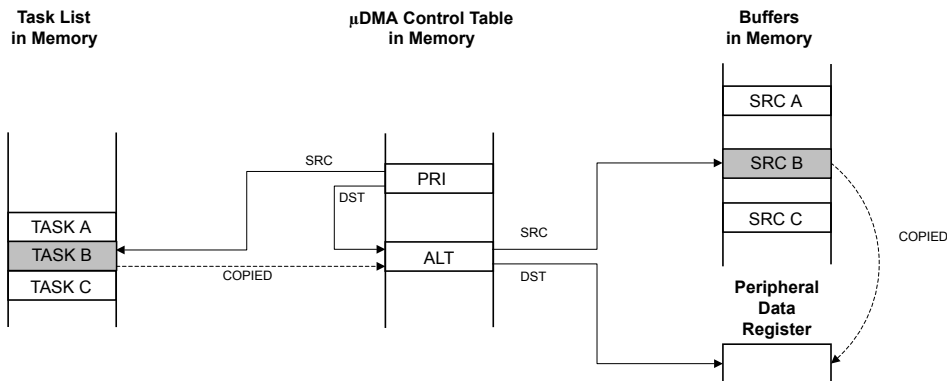 Task List
in Memory
µDMA Control Table
in Memory
Buffers
in Memory
SRC A
SRC
PRI
SRC B
DST
TASK A
SRC C
SRC
COPIED
TASK B
ALT
COPIED
DST
TASK C
Peripheral
Data
Register